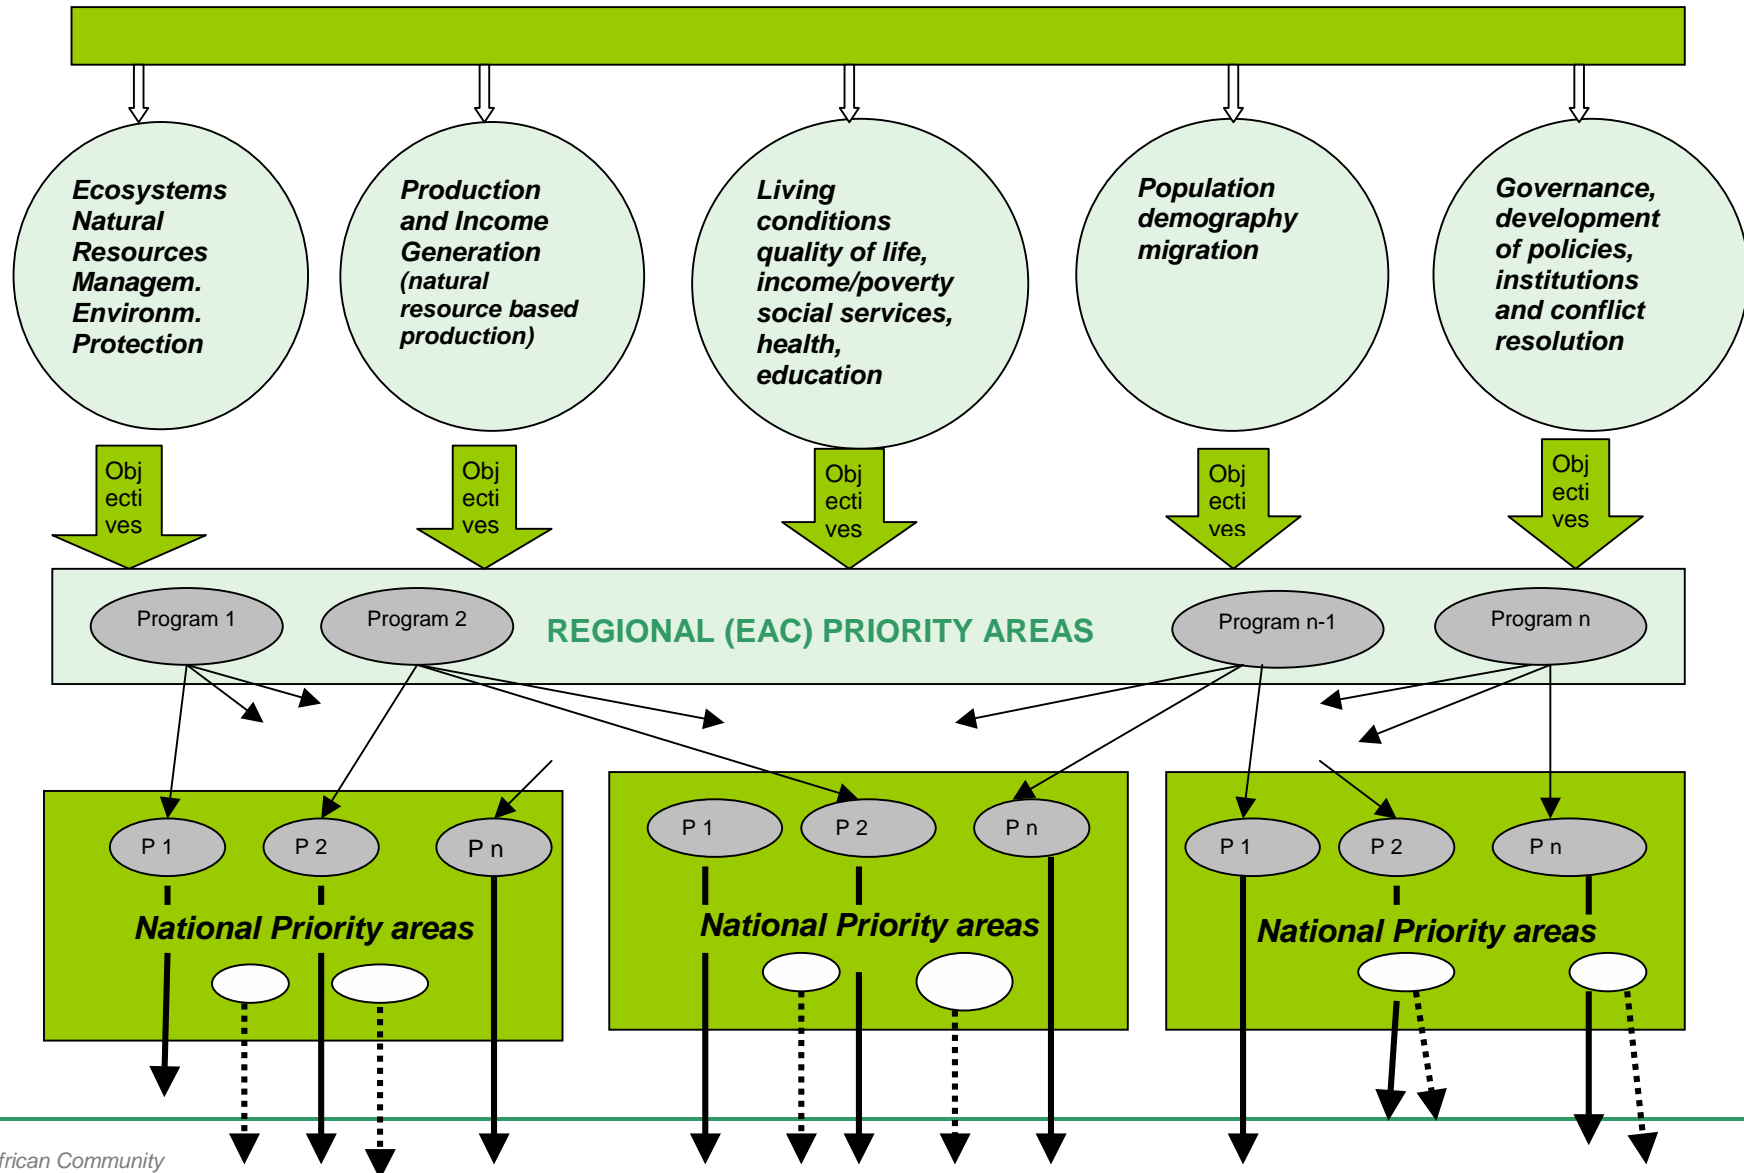 Ecosystems
Natural
Resources
Managem.
Environm.
Protection
Production
and Income
Generation
(natural
resource based
production)
Living
conditions
quality of life,
income/poverty
social services,
health,
education
Population
demography
migration
Governance,
development
of policies,
institutions
and conflict
resolution
Obj
ecti
ves
Obj
ecti
ves
Obj
ecti
ves
Obj
ecti
ves
Obj
ecti
ves
Program 1
Program 2
REGIONAL (EAC) PRIORITY AREAS
Program n-1
Program n
P 1
P 2
P n
National Priority areas
P 1
P 2
P n
National Priority areas
P 1
P 2
P n
National Priority areas
frican Community